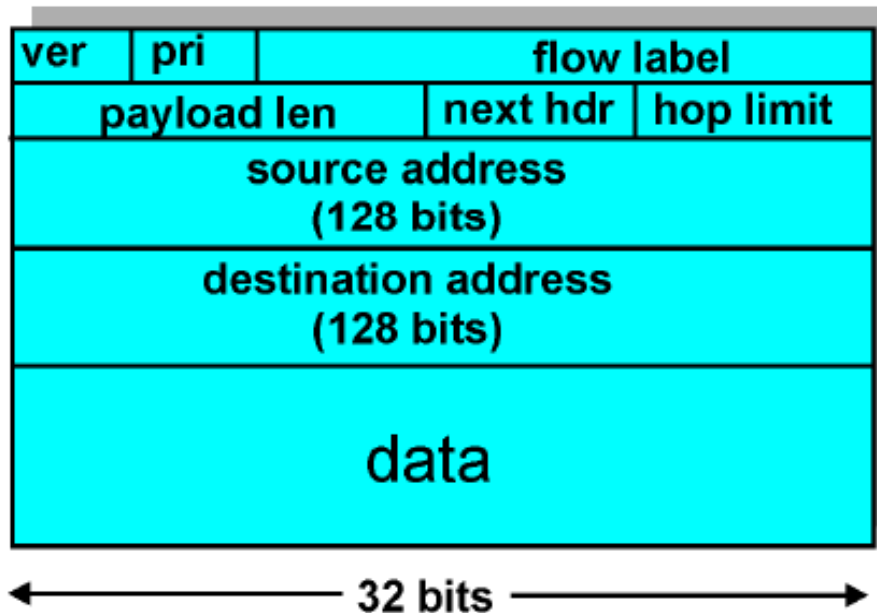 ver pri flow label
payload len next hdr hop limit
source address
(128 bits)
destination address
(128 bits)
data
32 bits